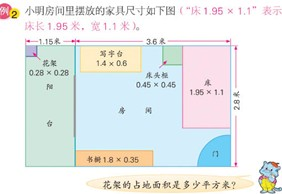 例2 小明房间里摆放的家具尺寸如下图(“床 1.95 × 1.1”表示
床长 1.95 米,宽 1.1 米)。
1.15米
3.6 米
花架
0.28 × 0.28
写字台
1.4 × 0.6
床头柜
0.45 × 0.45
床
1.95 × 1.1
2.8米
阳
台
房 间
书橱 1.8 × 0.35
门
花架的占地面积是多少平方米?